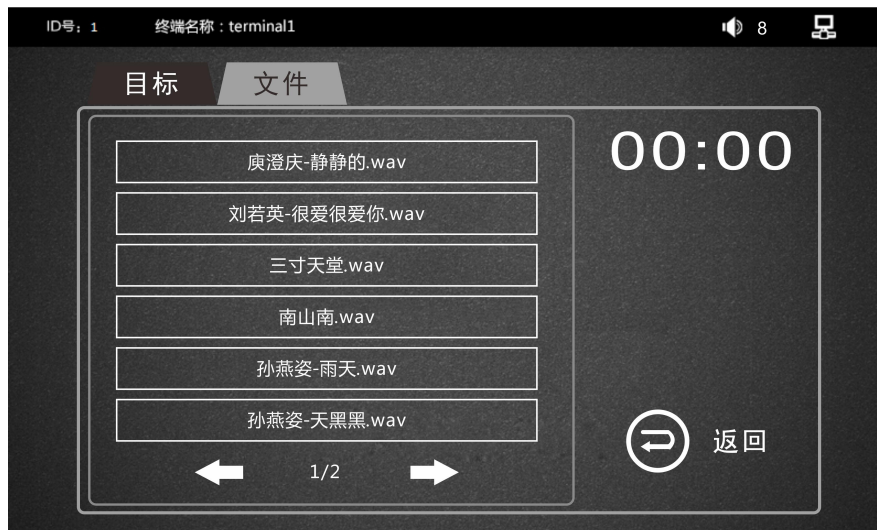 ID号：1 终端名称：terminal1 8
目标 文件
00:00
庾澄庆-静静的.wav
刘若英-很爱很爱你.wav
三寸天堂.wav
南山南.wav
孙燕姿-雨天.wav
孙燕姿-天黑黑.wav
1/2
返回